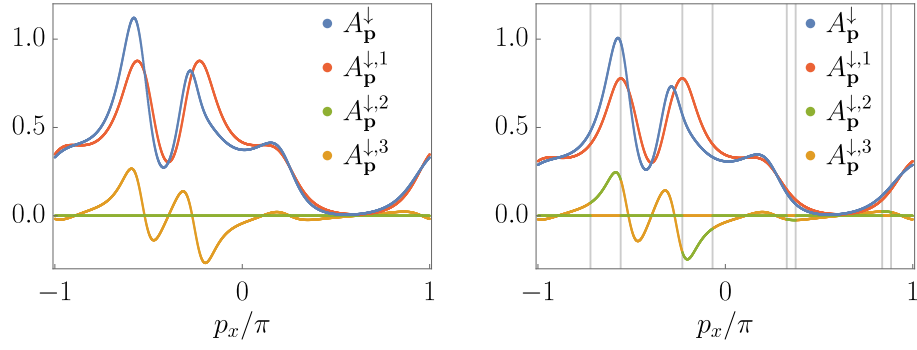 1.0
0.5
0.0
−1
0
1
p_x/π
A_𝐩^↓
A_𝐩^{↓,1}
A_𝐩^{↓,2}
A_𝐩^{↓,3}
1.0
0.5
0.0
−1
0
1
p_x/π
A_𝐩^↓
A_𝐩^{↓,1}
A_𝐩^{↓,2}
A_𝐩^{↓,3}